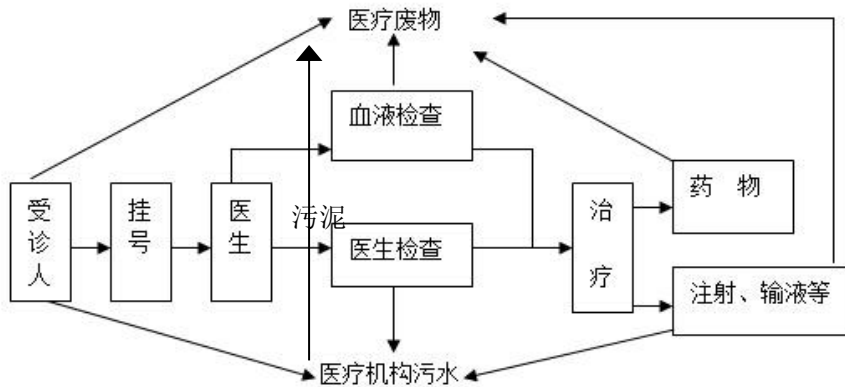 医疗废物
血液检查
受诊人
挂号
医生
污泥
医生检查
治疗
药 物
注射、输液等
医疗机构污水